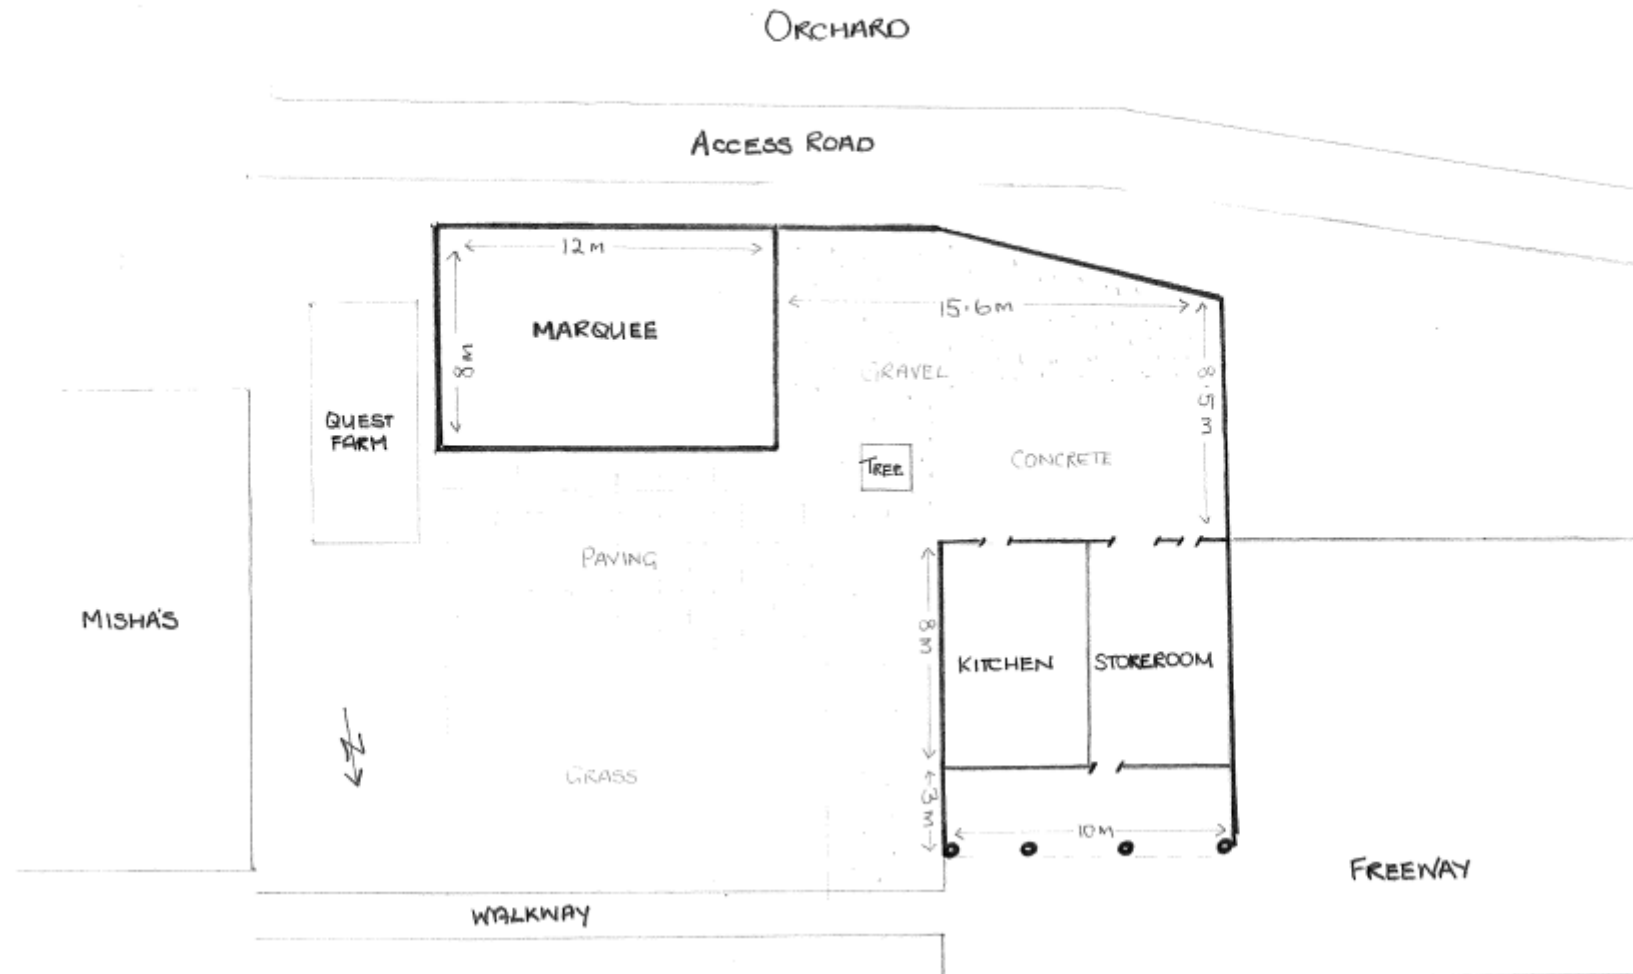 ORCHARD
ACCESS ROAD
12M
15.6M
MARQUEE
8M
GRAVEL
8.5M
QUEST
FARM
TREE
CONCRETE
PAVING
MISHA'S
8M
KITCHEN
STOREROOM
N
GRASS
3M
10M
FREEWAY
WALKWAY